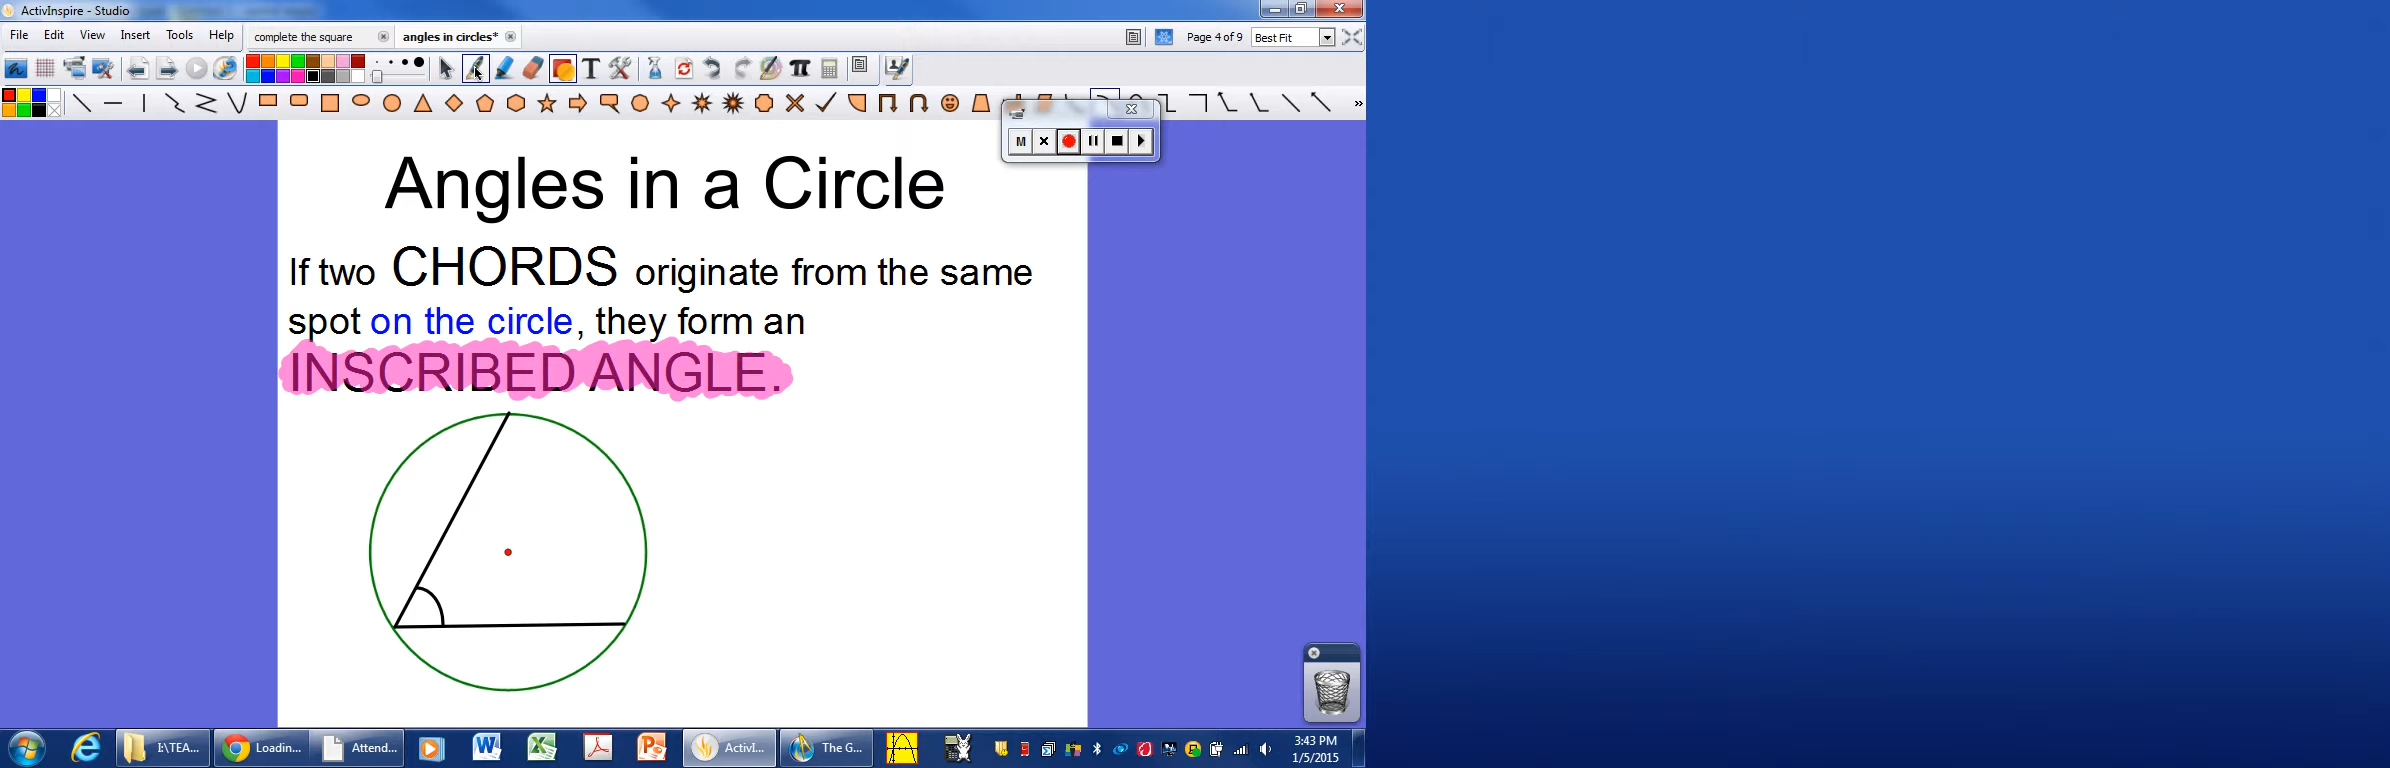 ActivInspire - Studio
File Edit View Insert Tools Help
complete the square
angles in circles*
Page 4 of 9
Best Fit
T
π
»
M
Angles in a Circle
If two CHORDS originate from the same
spot on the circle, they form an
INSCRIBED ANGLE.
I:\TEA...
Loadin...
Attend...
ActivI...
The G...
3:43 PM
1/5/2015